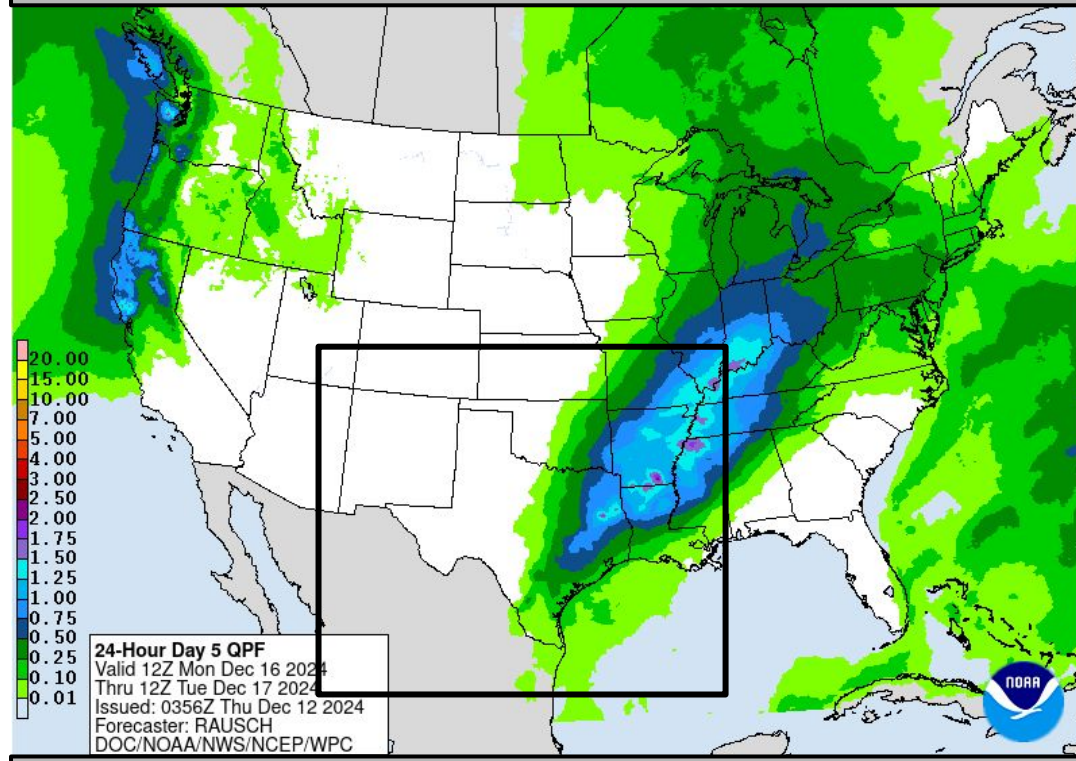 20.00
15.00
10.00
7.00
5.00
4.00
3.00
2.50
2.00
1.75
1.50
1.25
1.00
0.75
0.50
0.25
0.10
0.01
24-Hour Day 5 QPF
Valid 12Z Mon Dec 16 2024
Thru 12Z Tue Dec 17 2024
Issued: 0356Z Thu Dec 12 2024
Forecaster: RAUSCH
DOC/NOAA/NWS/NCEP/WPC
NOAA